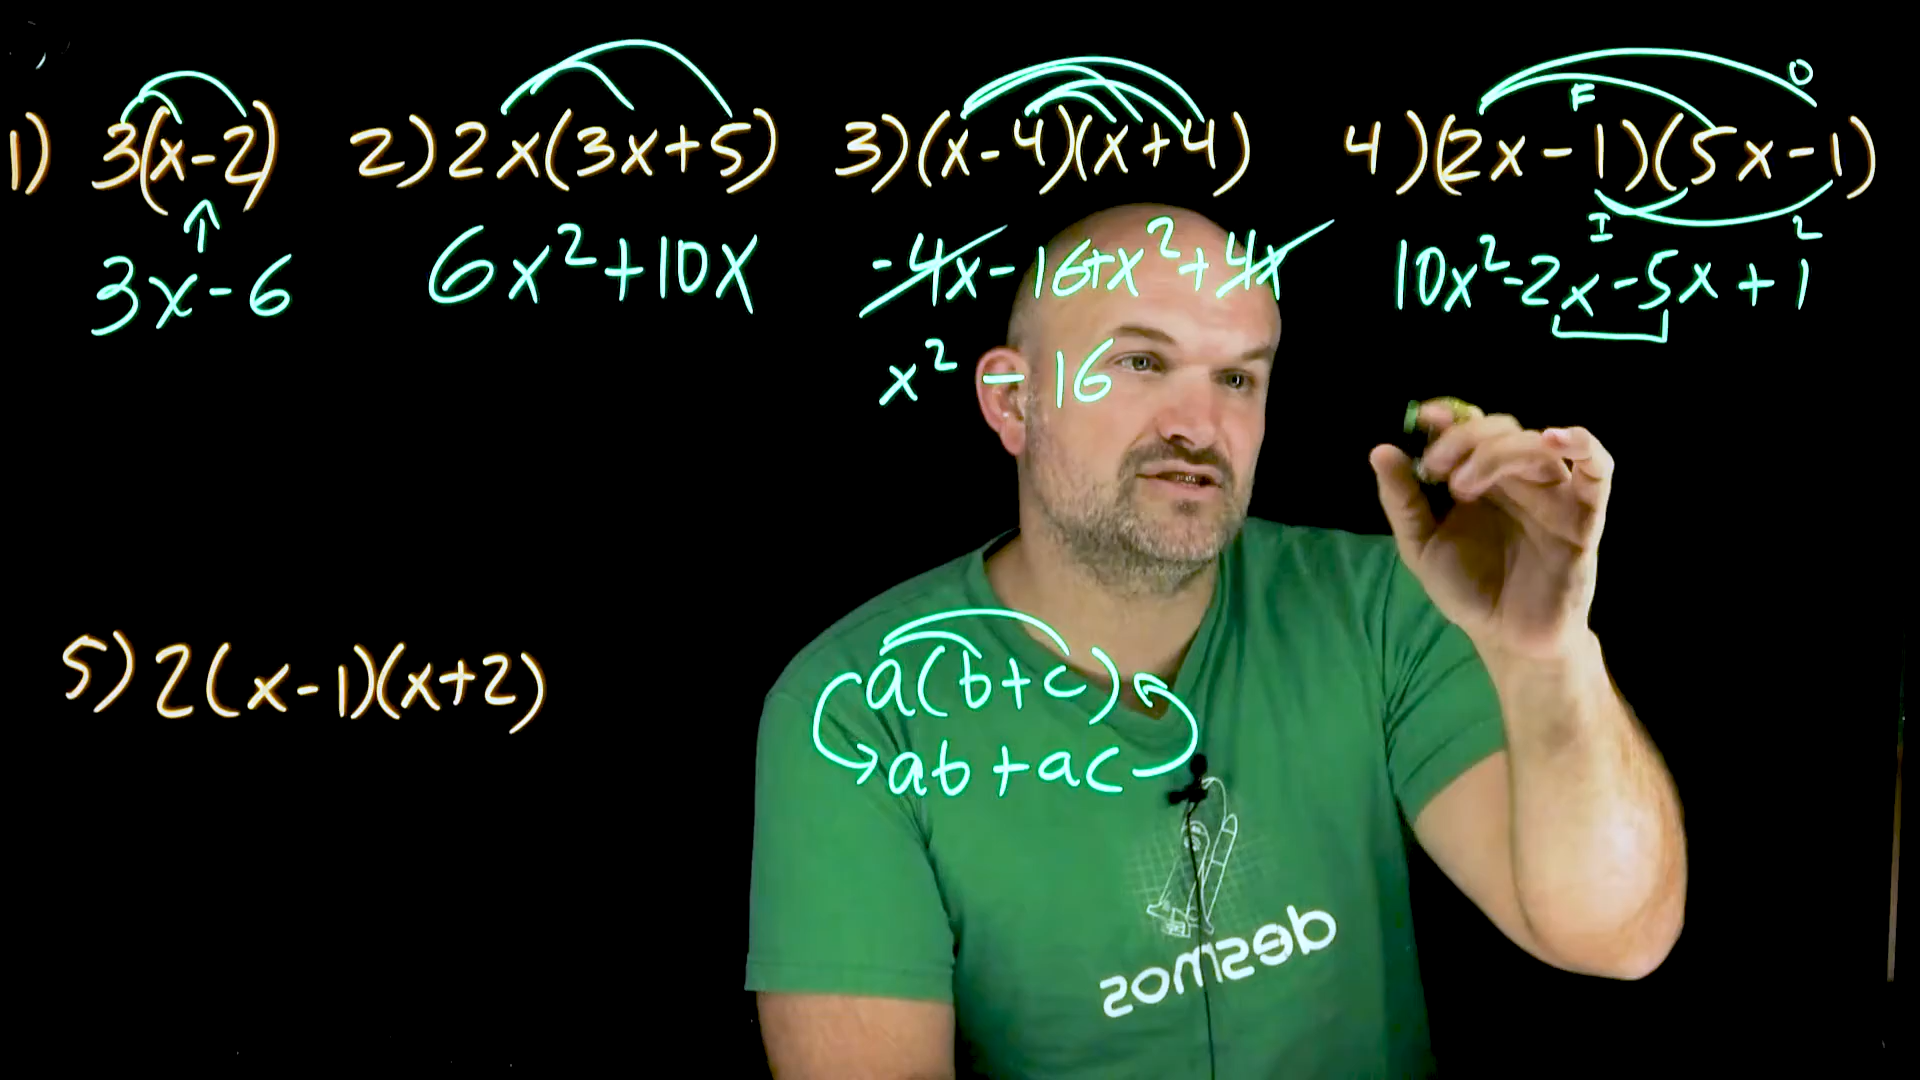 1) 3(x-2)
3x-6
2) 2x(3x+5)
6x²+10x
3) (x-4)(x+4)
-4x-16+x²+4x
x² - 16
O
F
4) (2x-1)(5x-1)
I L
10x²-2x-5x+1
5) 2(x-1)(x+2)
a(b+c)
ab+ac
desmos